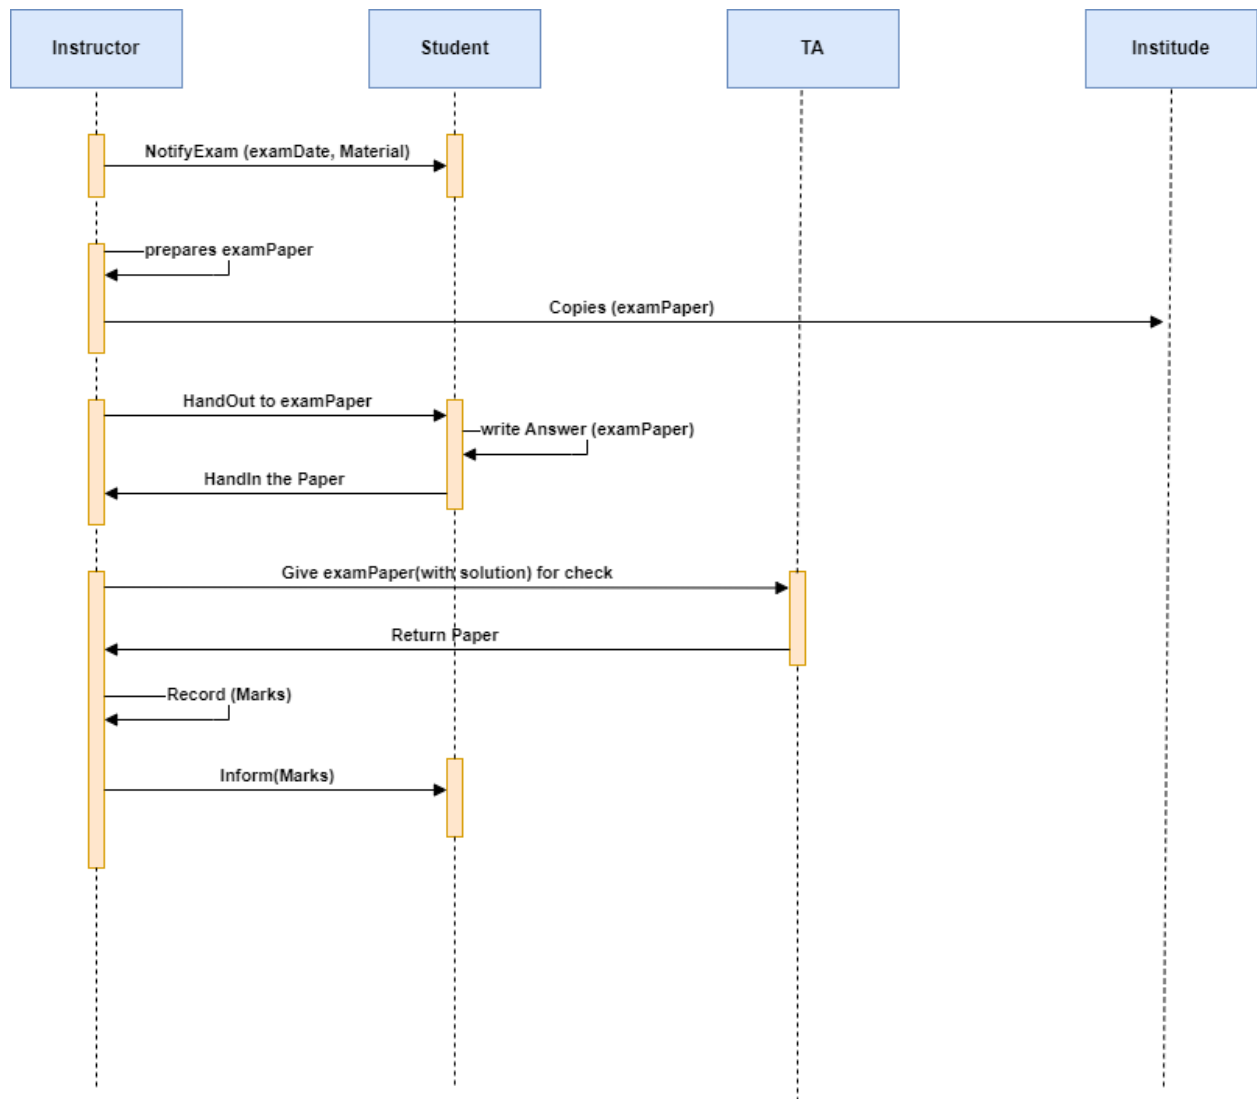 Instructor
Student
TA
Institude
NotifyExam (examDate, Material)
prepares examPaper
Copies (examPaper)
HandOut to examPaper
write Answer (examPaper)
HandIn the Paper
Give examPaper(with solution) for check
Return Paper
Record (Marks)
Inform(Marks)